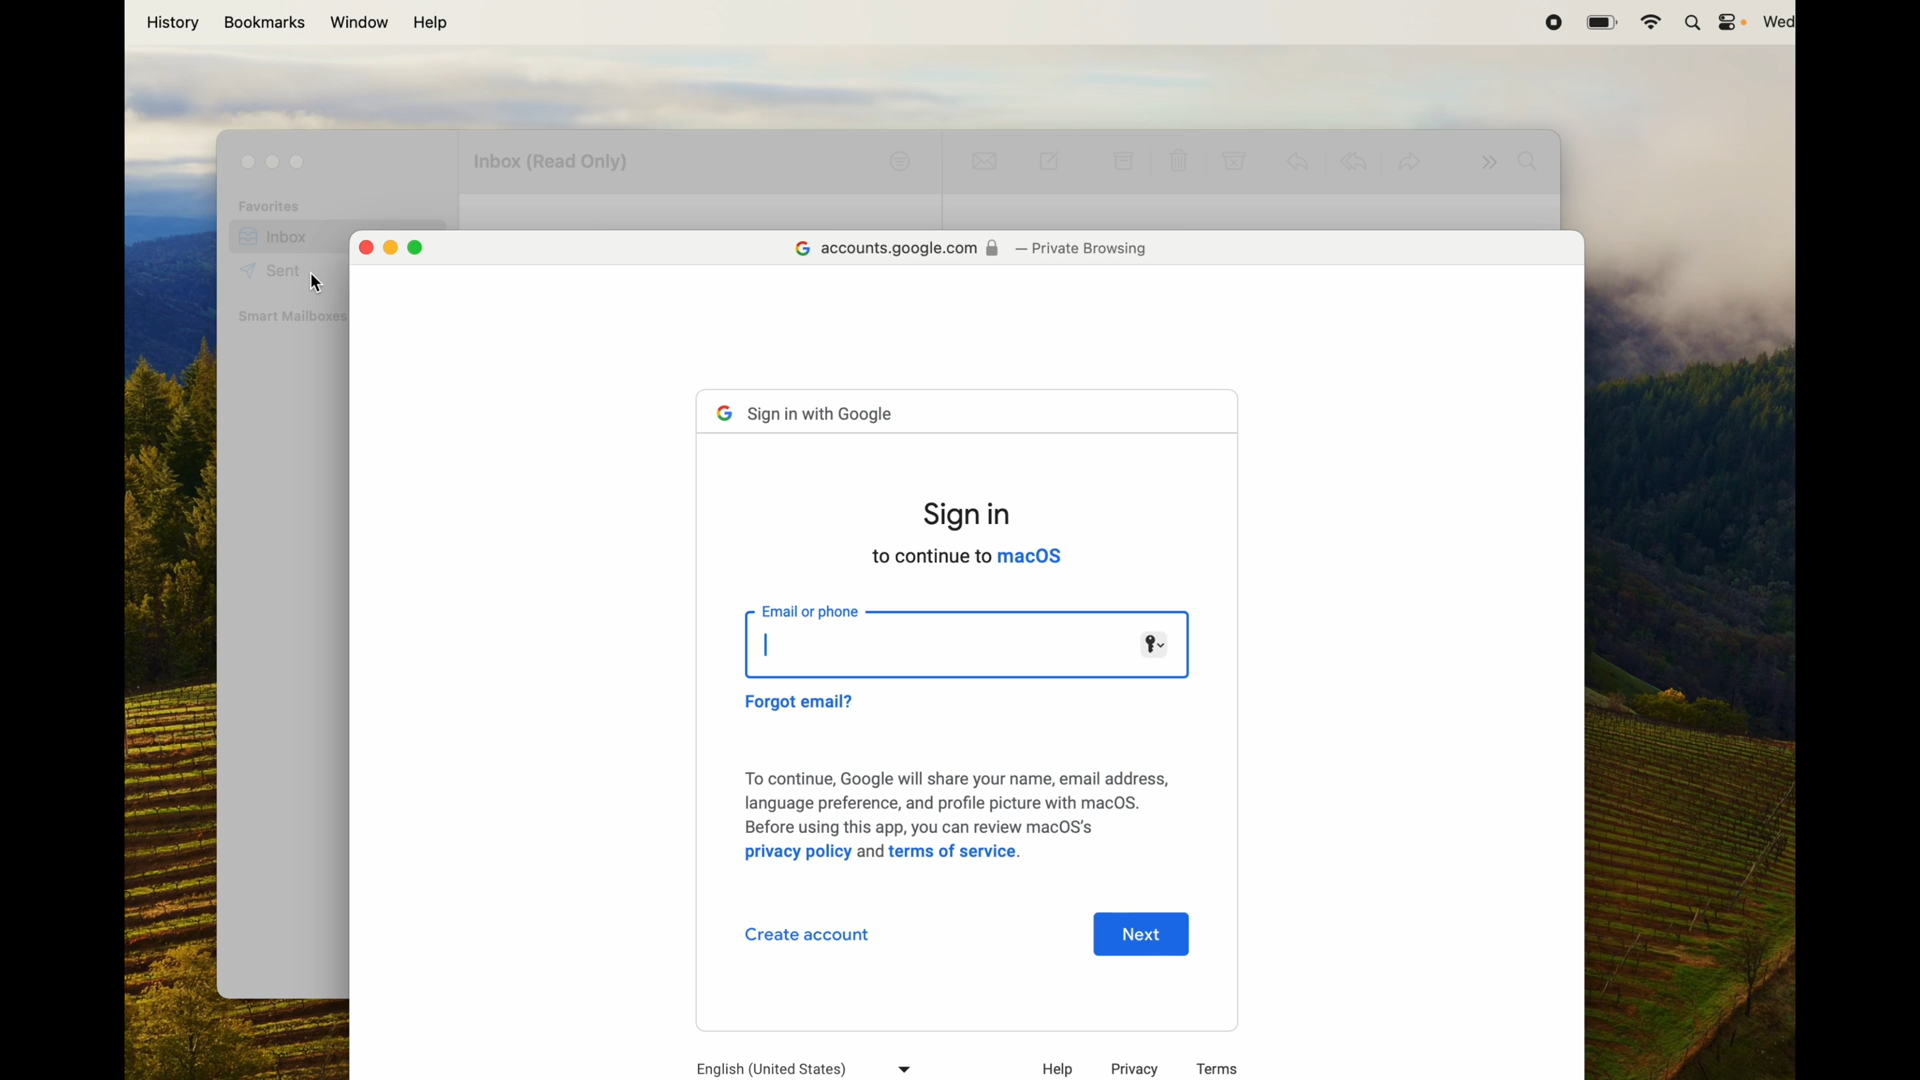 History Bookmarks Window Help Wed
Inbox (Read Only)
Favorites
Inbox
Sent
Smart Mailboxes
accounts.google.com — Private Browsing
Sign in with Google
Sign in
to continue to macOS
Email or phone
Forgot email?
To continue, Google will share your name, email address,
language preference, and profile picture with macOS.
Before using this app, you can review macOS's
privacy policy and terms of service.
Create account Next
English (United States) Help Privacy Terms